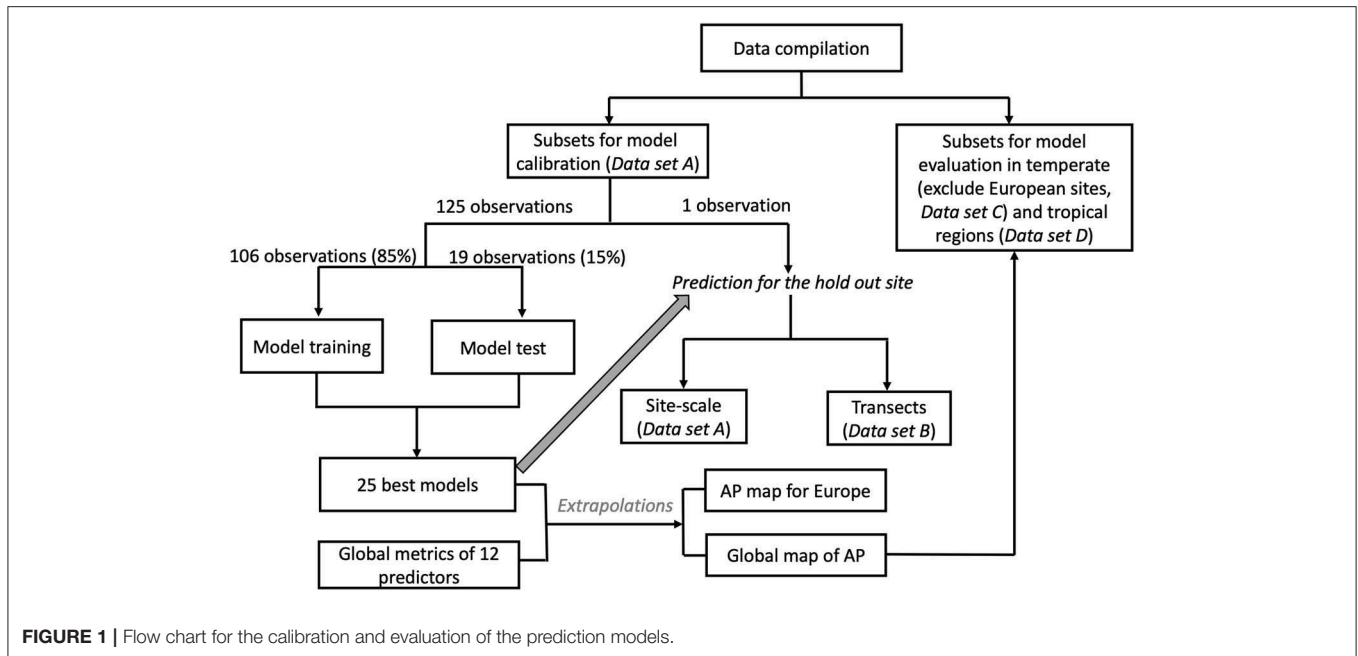 Data compilation
Subsets for model
calibration (Data set A)
Subsets for model
evaluation in temperate
(exclude European sites,
Data set C) and tropical
regions (Data set D)
125 observations
1 observation
106 observations (85%)
19 observations (15%)
Prediction for the hold out site
Model training
Model test
Site-scale
(Data set A)
Transects
(Data set B)
25 best models
Extrapolations
AP map for Europe
Global metrics of 12
predictors
Global map of AP
FIGURE 1 | Flow chart for the calibration and evaluation of the prediction models.